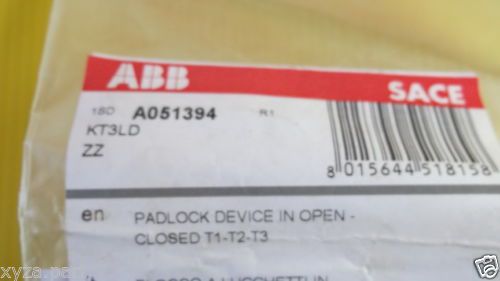 ABB
SACE
1SD A051394 R1
KT3LD
ZZ
8 015644 518158
en PADLOCK DEVICE IN OPEN -
CLOSED T1-T2-T3